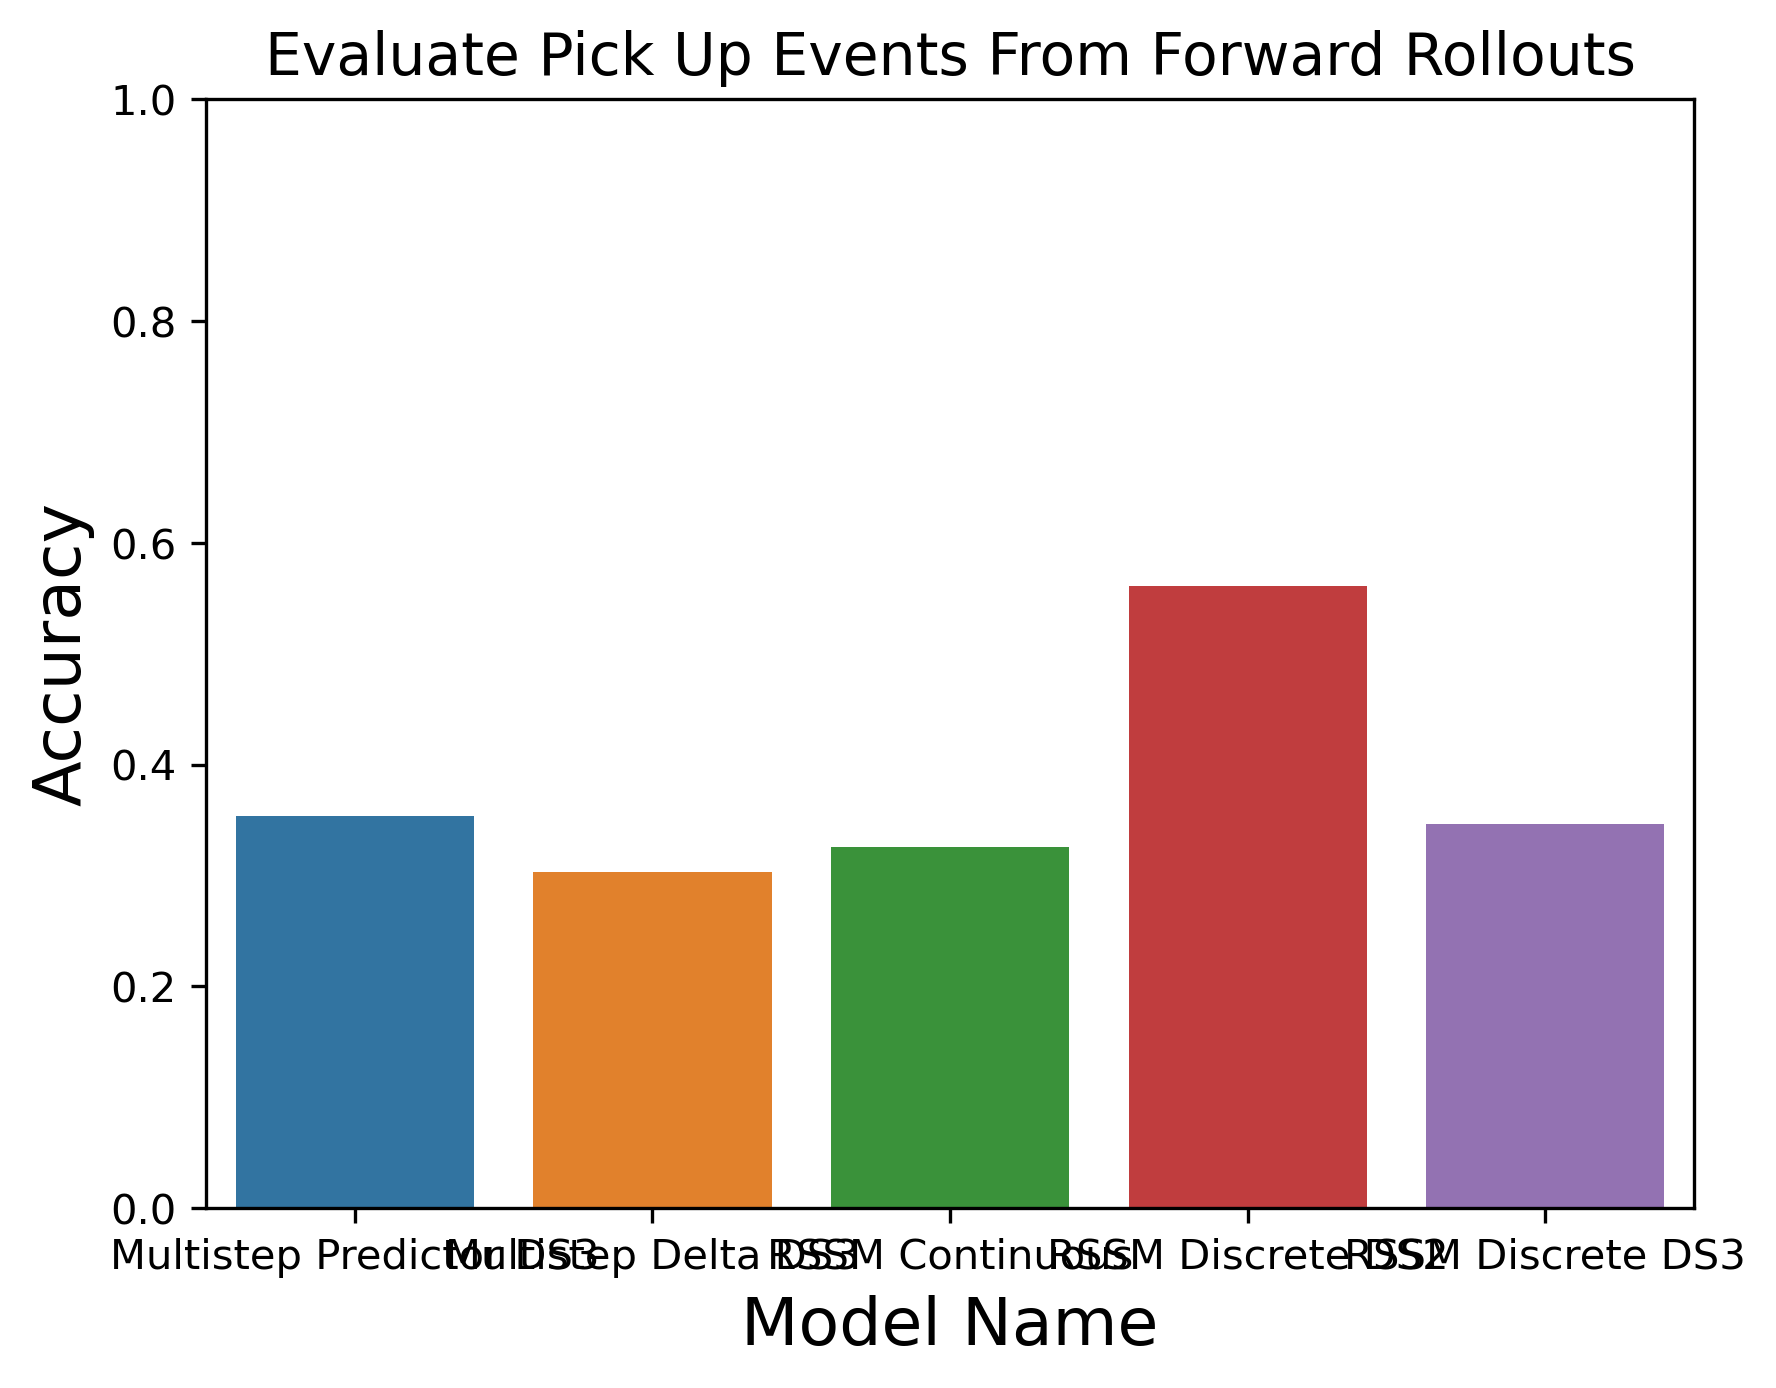 Evaluate Pick Up Events From Forward Rollouts
1.0
0.8
0.6
0.4
0.2
0.0
Accuracy
Multistep Predictor DS3 Multistep Delta DS3 RSSM Continuous RSSM Discrete DS2 RSSM Discrete DS3
Model Name